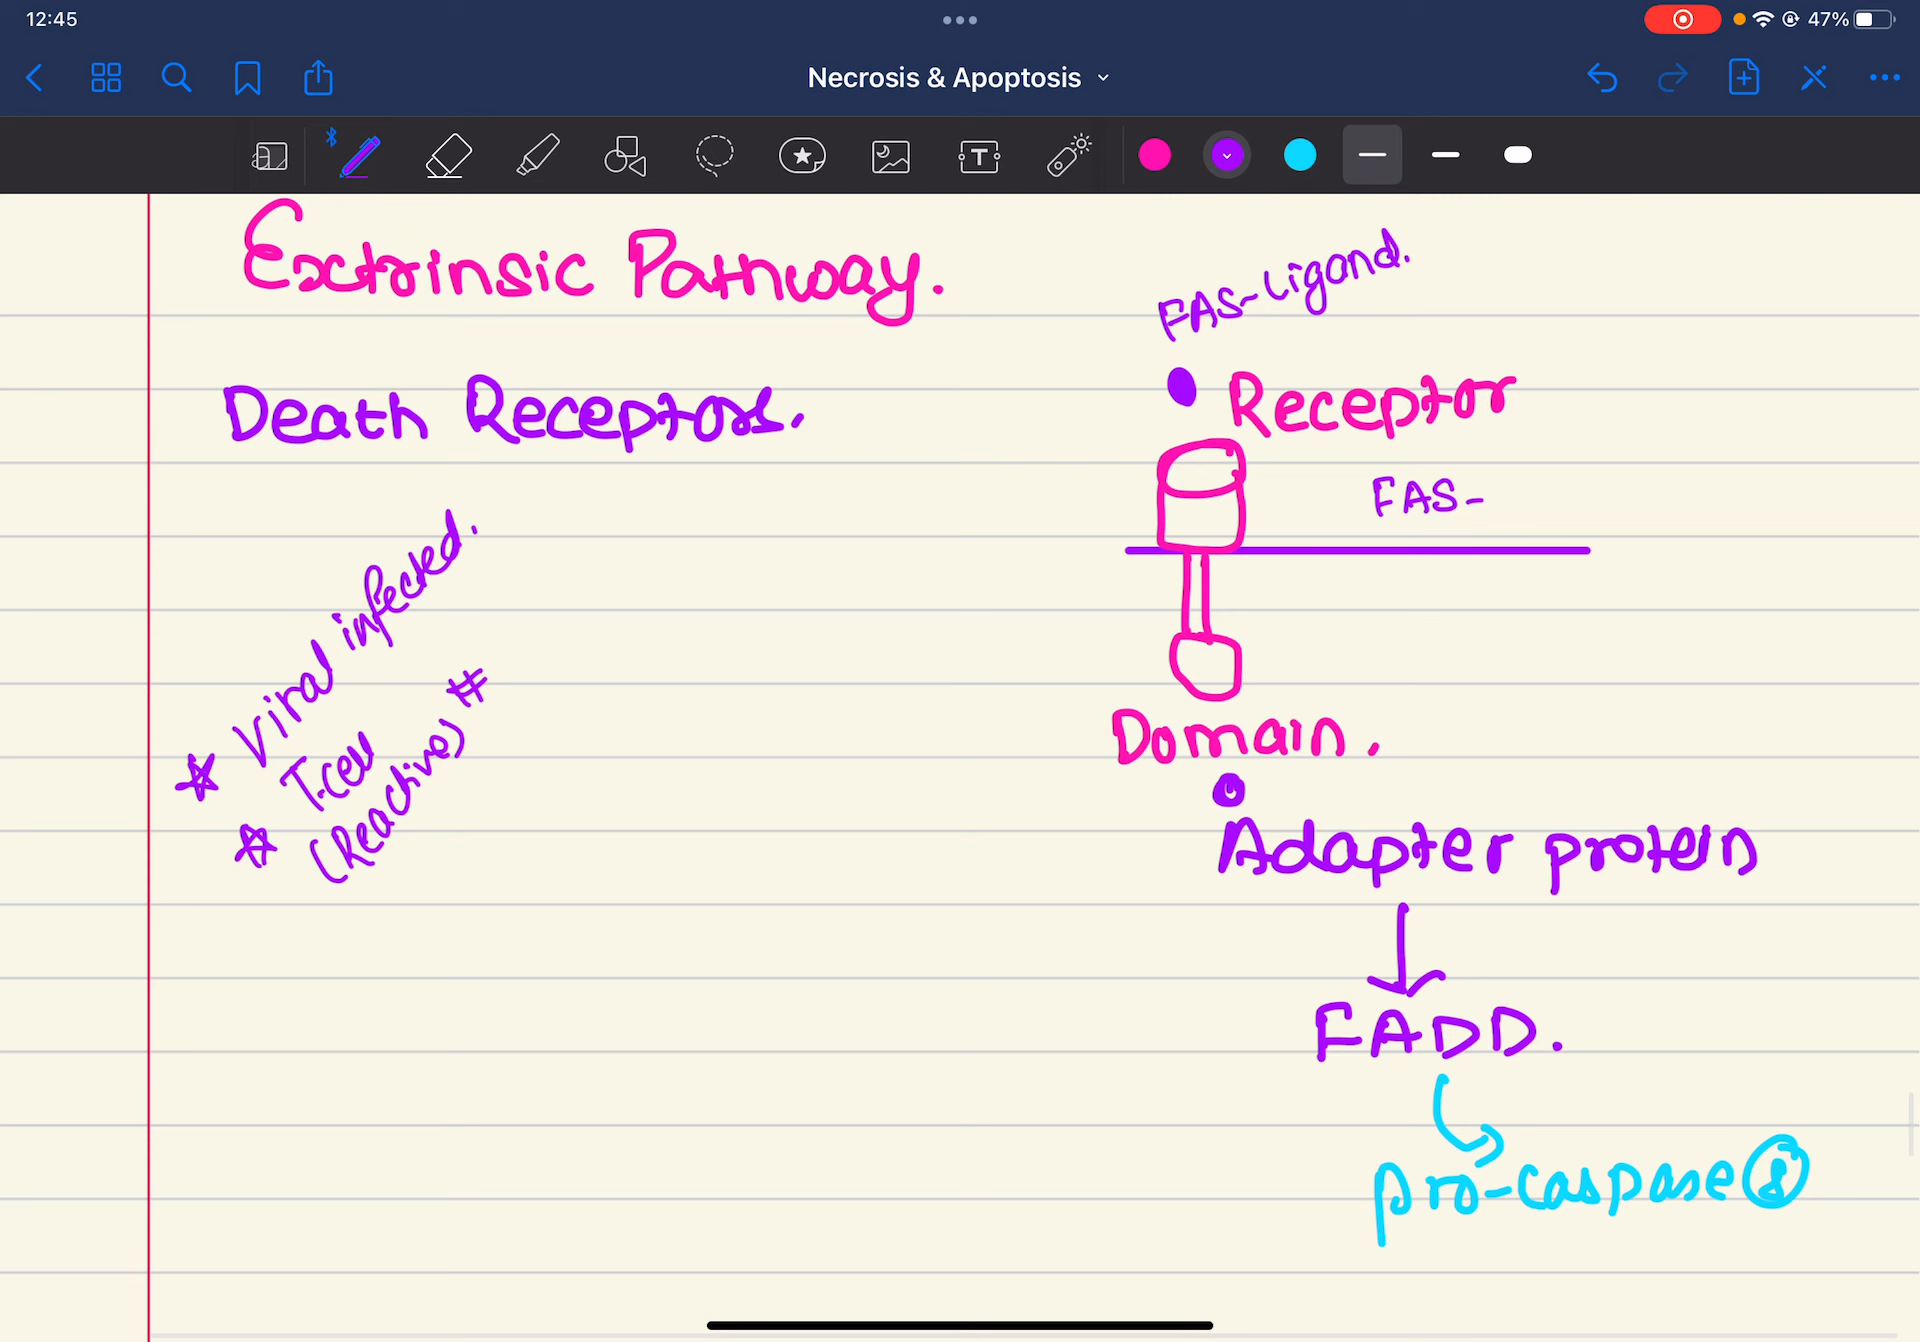 12:45
47%
Necrosis & Apoptosis
T
Extrinsic Pathway.
FAS-Ligand.
Death Receptors.
Receptor
FAS-
* Viral infected.
* T-cell
(Reactive) #
Domain.
Adapter protein
FADD.
pro-caspase 8